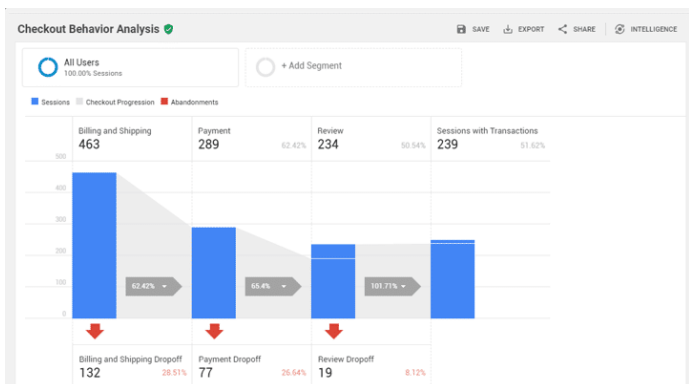 Checkout Behavior Analysis
SAVE EXPORT SHARE INTELLIGENCE
All Users
100.00% Sessions
+ Add Segment
Sessions Checkout Progression Abandonments
Billing and Shipping Payment Review Sessions with Transactions
463 289 62.42% 234 50.54% 239 51.62%
500
400
300
200
100
62.42% 65.4% 101.71%
0
Billing and Shipping Dropoff Payment Dropoff Review Dropoff
132 28.51% 77 26.64% 19 8.12%